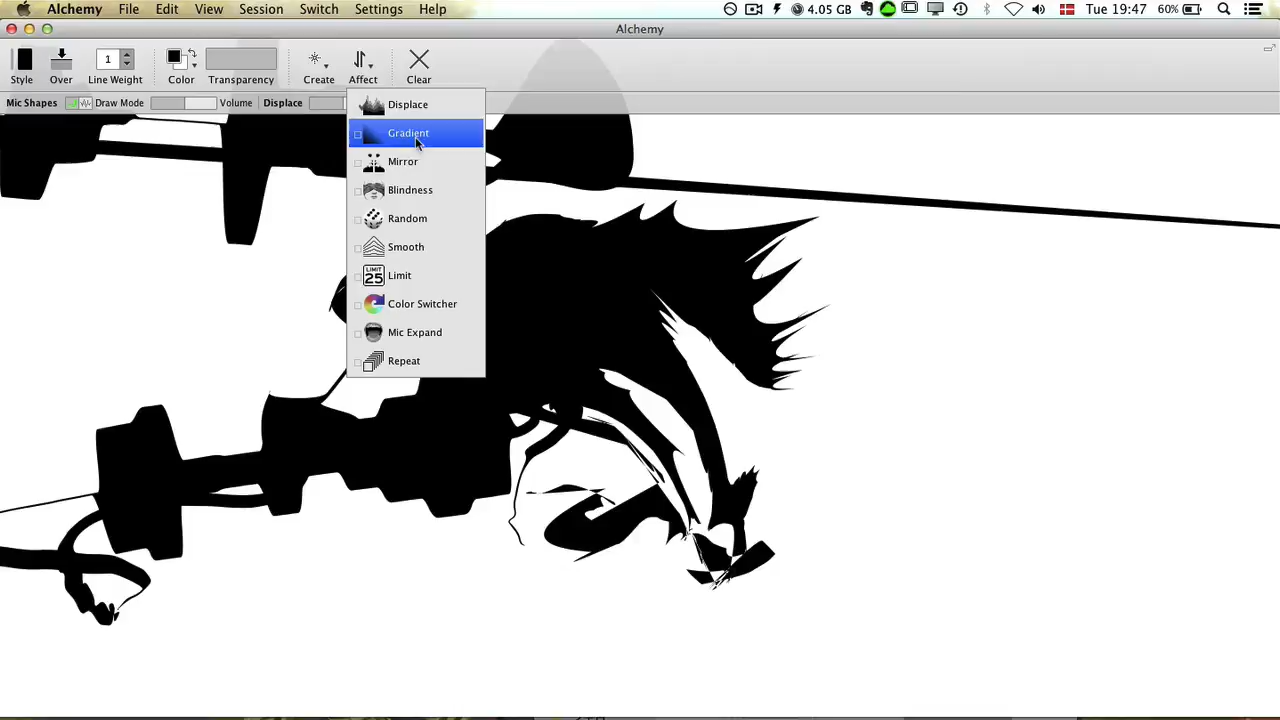 Alchemy File Edit View Session Switch Settings Help 4.05 GB Tue 19:47 60%
Alchemy
1
Style Over Line Weight Color Transparency Create Affect Clear
Mic Shapes Draw Mode Volume Displace
Displace
Gradient
Mirror
Blindness
Random
Smooth
LIMIT 25 Limit
Color Switcher
Mic Expand
Repeat